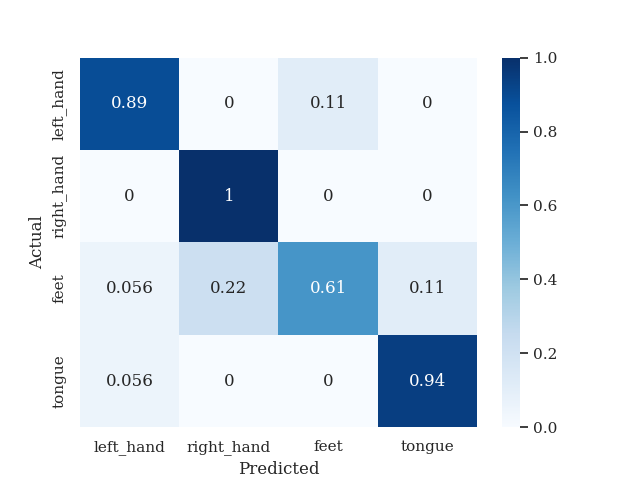 left_hand 0.89 0 0.11 0
right_hand 0 1 0 0
feet 0.056 0.22 0.61 0.11
tongue 0.056 0 0 0.94
Actual
left_hand right_hand feet tongue
Predicted
1.0
0.8
0.6
0.4
0.2
0.0